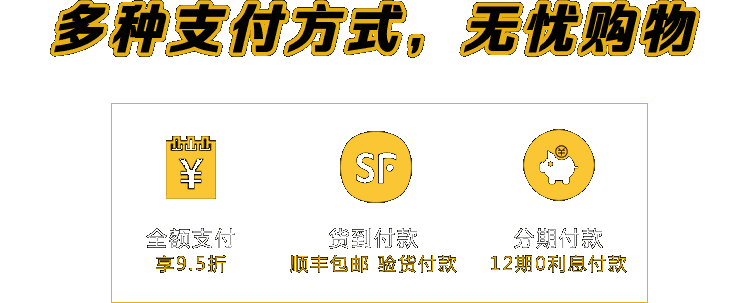 多种支付方式，无忧购物
¥
SF
¥
全额支付
货到付款
分期付款
享9.5折
顺丰包邮 验货付款
12期0利息付款